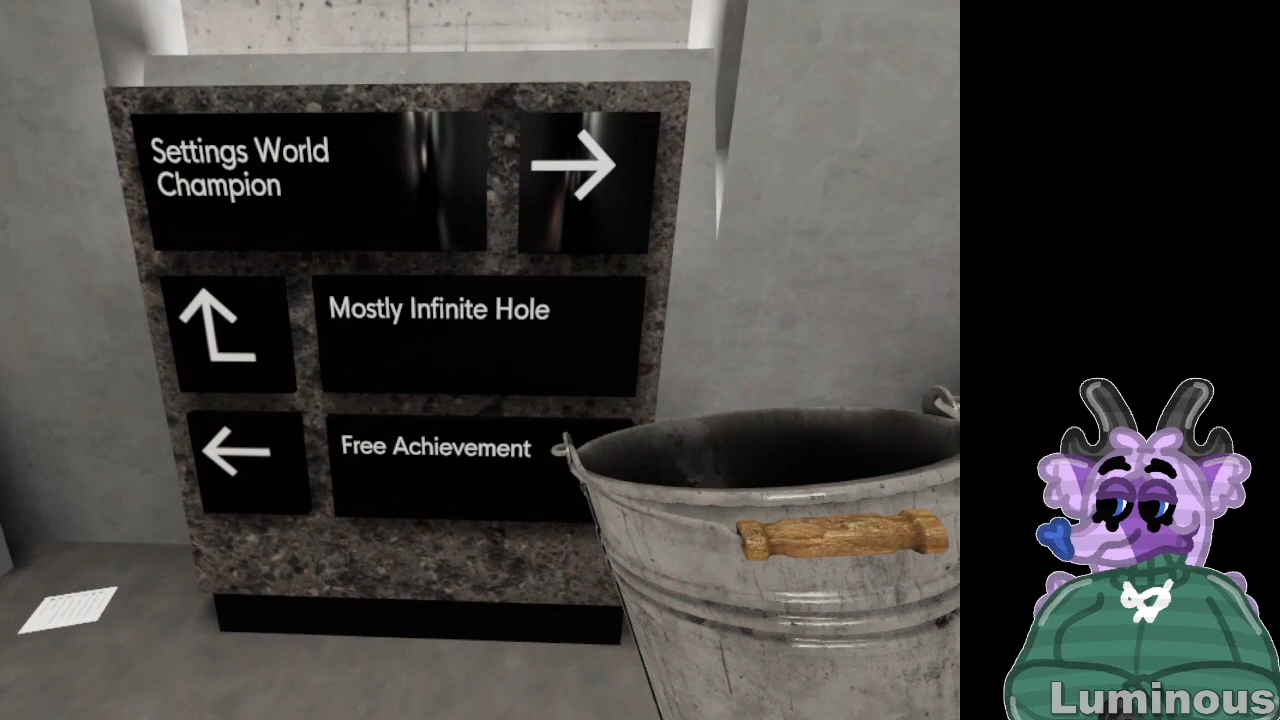 Settings World
Champion
Mostly Infinite Hole
Free Achievement
Luminous